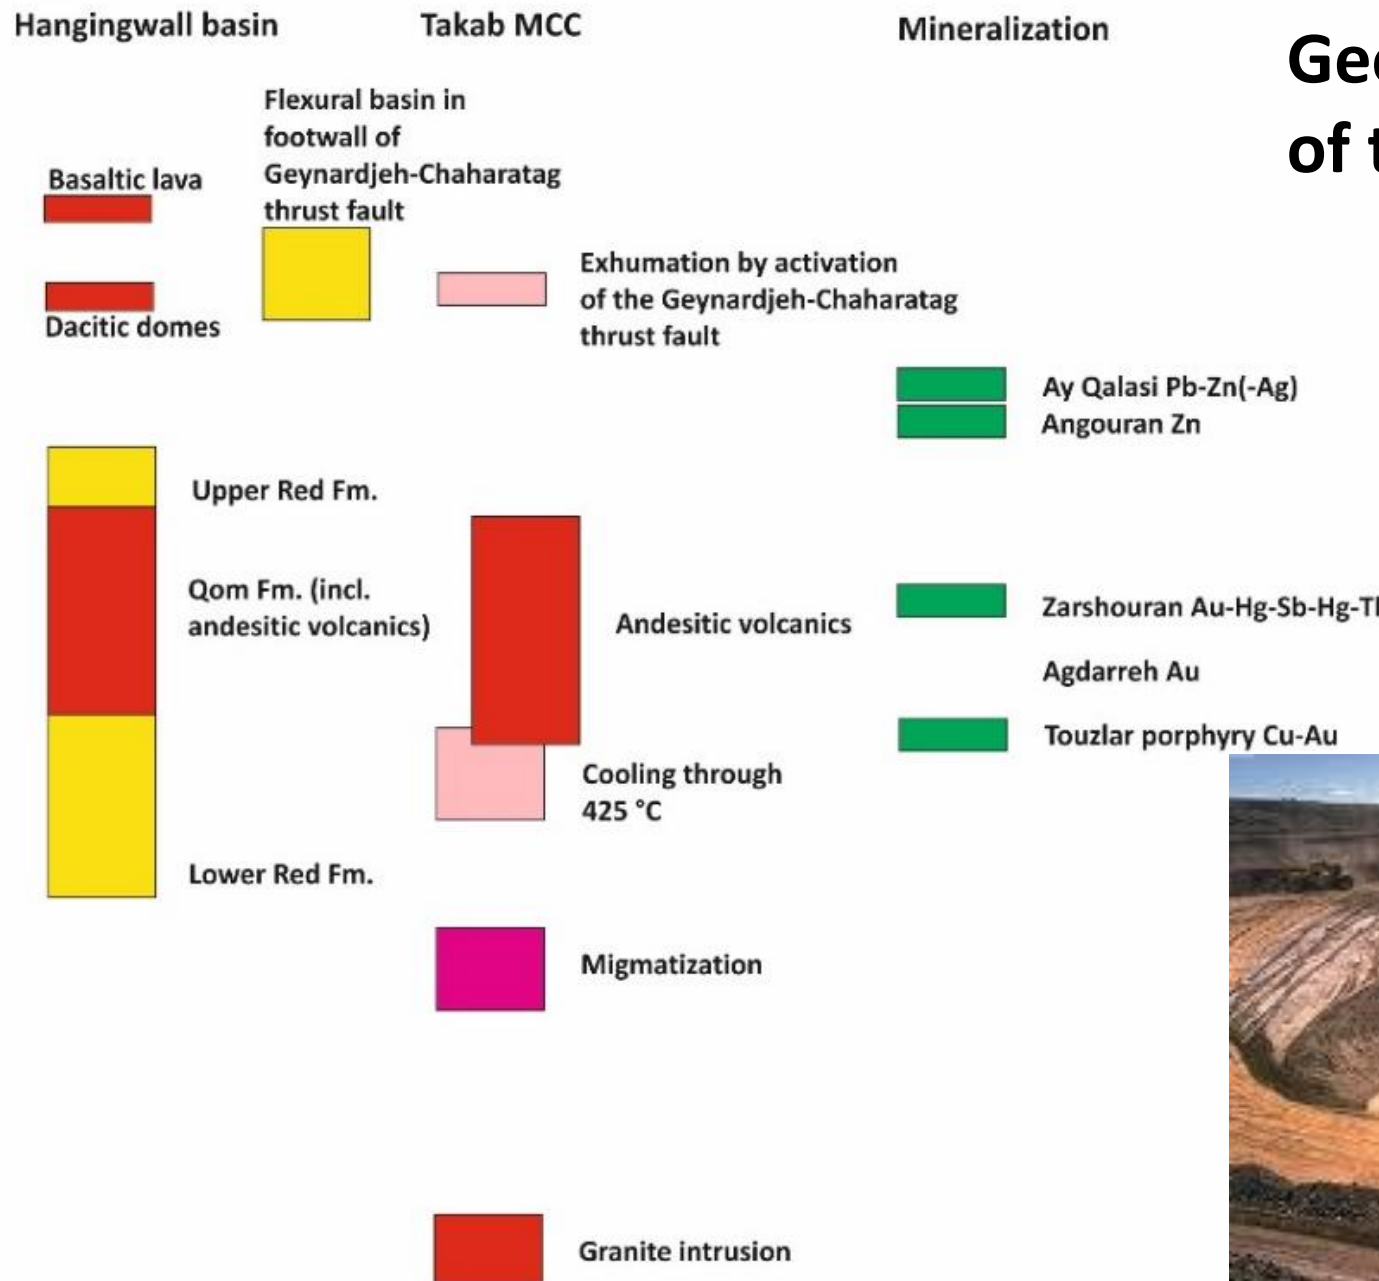 Hangingwall basin
Takab MCC
Mineralization
Flexural basin in
footwall of
Geynardjeh-Chaharatag
thrust fault
Basaltic lava
Dacitic domes
Exhumation by activation
of the Geynardjeh-Chaharatag
thrust fault
Ay Qalasi Pb-Zn(-Ag)
Angouran Zn
Upper Red Fm.
Qom Fm. (incl.
andesitic volcanics)
Andesitic volcanics
Zarshouran Au-Hg-Sb-Hg-Tl
Agdarreh Au
Touzlar porphyry Cu-Au
Cooling through
425 °C
Lower Red Fm.
Migmatization
Granite intrusion
of